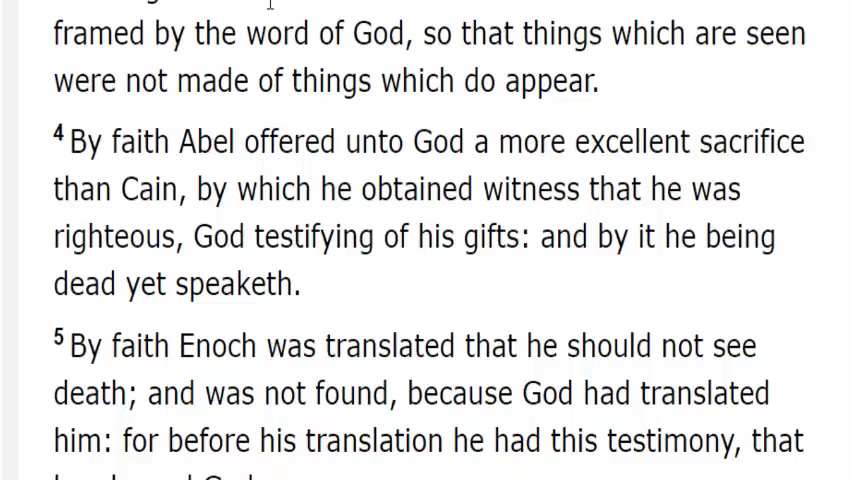 framed by the word of God, so that things which are seen
were not made of things which do appear.
4 By faith Abel offered unto God a more excellent sacrifice
than Cain, by which he obtained witness that he was
righteous, God testifying of his gifts: and by it he being
dead yet speaketh.
5 By faith Enoch was translated that he should not see
death; and was not found, because God had translated
him: for before his translation he had this testimony, that